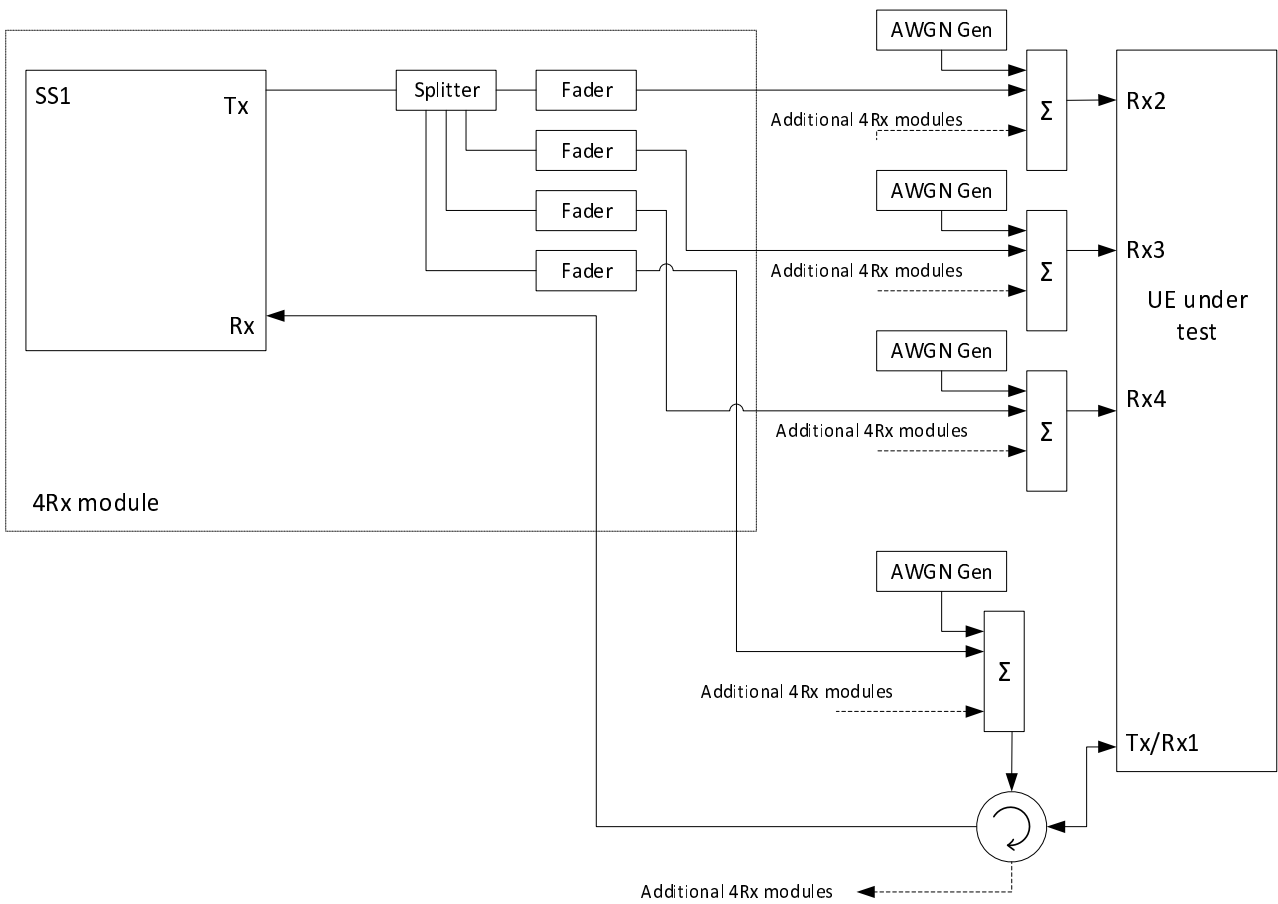 AWGN Gen
SS1
Tx
Splitter
Fader
Σ
Rx2
Additional 4Rx modules
Fader
AWGN Gen
Fader
Rx3
Fader
Additional 4Rx modules
Σ
UE under
test
Rx
AWGN Gen
Rx4
Additional 4Rx modules
Σ
4Rx module
AWGN Gen
Σ
Additional 4Rx modules
Tx/Rx1
Additional 4Rx modules